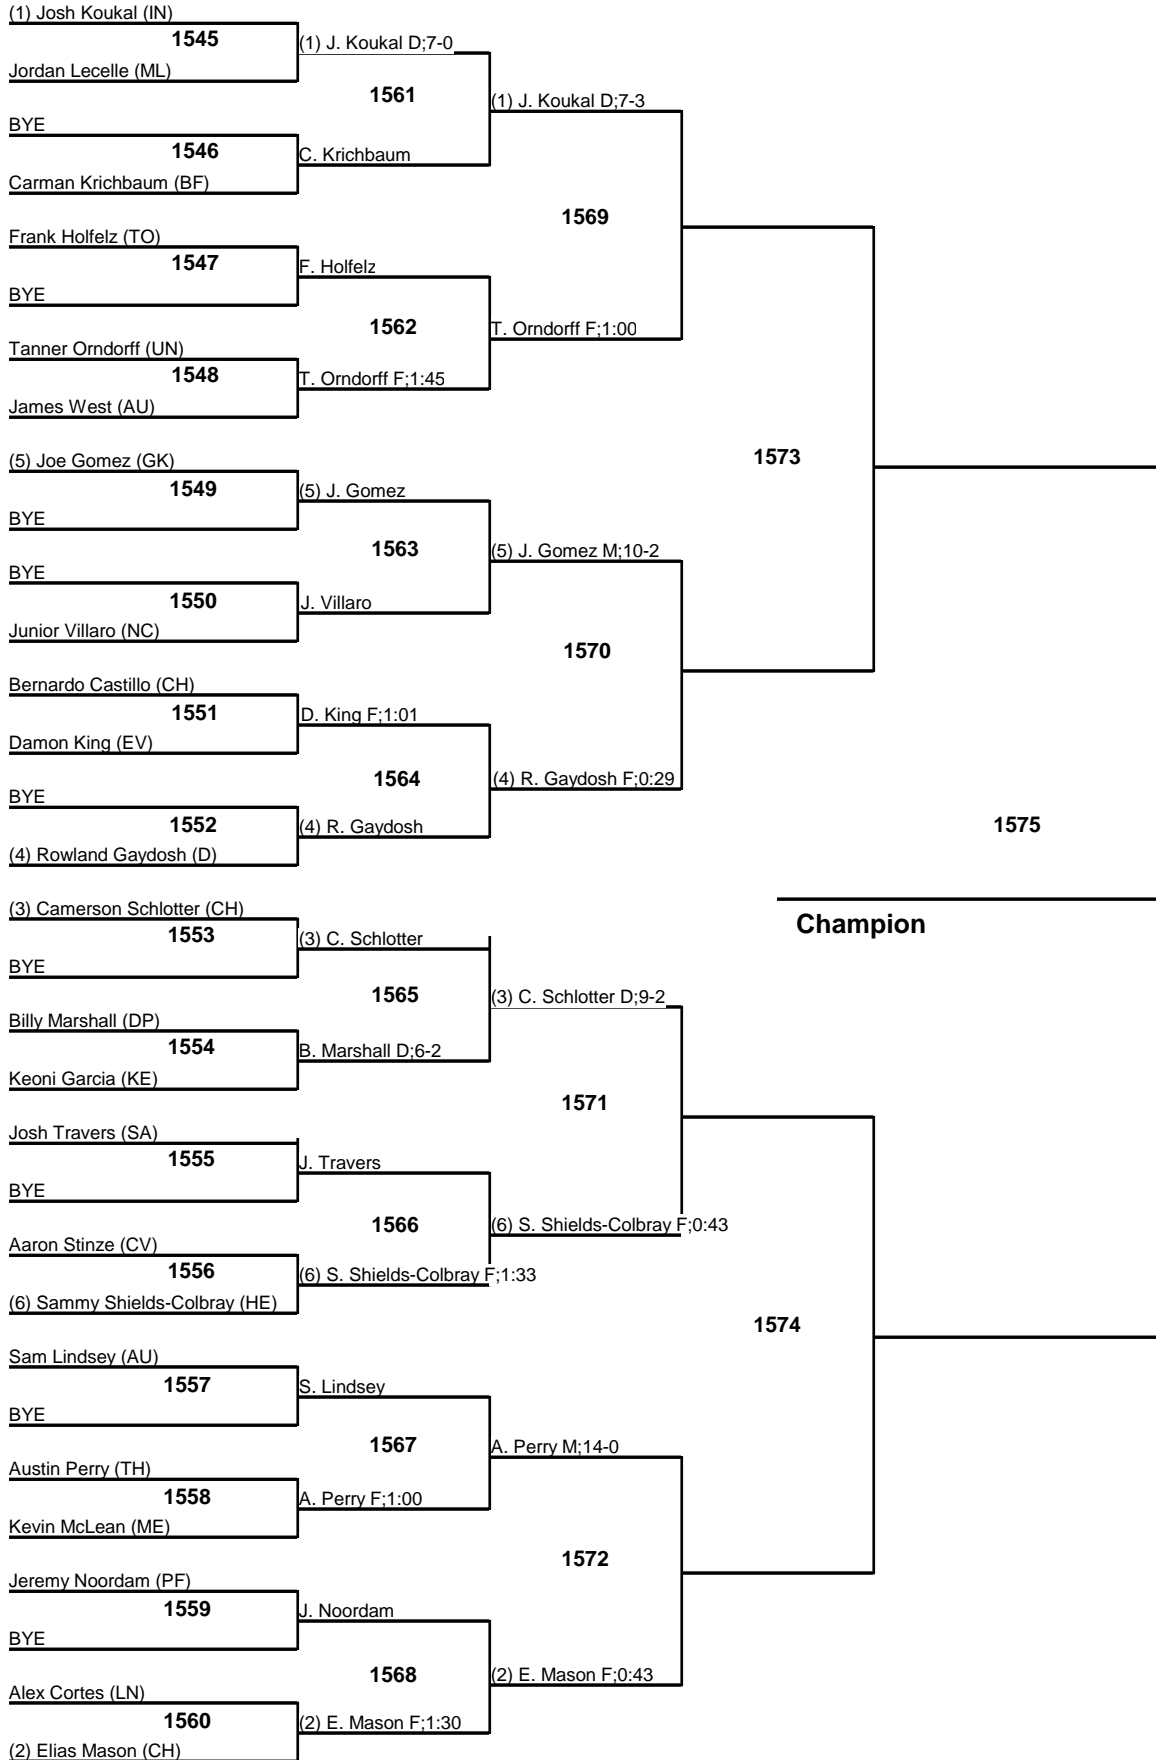 (1) Josh Koukal (IN)
1545
(1) J. Koukal D;7-0
Jordan Lecelle (ML)
1561
(1) J. Koukal D;7-3
BYE
1546
C. Krichbaum
Carman Krichbaum (BF)
1569
Frank Holfelz (TO)
1547
F. Holfelz
BYE
1562
T. Orndorff F;1:00
Tanner Orndorff (UN)
1548
T. Orndorff F;1:45
James West (AU)
1573
(5) Joe Gomez (GK)
1549
(5) J. Gomez
BYE
1563
(5) J. Gomez M;10-2
BYE
1550
J. Villaro
Junior Villaro (NC)
1570
Bernardo Castillo (CH)
1551
D. King F;1:01
Damon King (EV)
1564
(4) R. Gaydosh F;0:29
BYE
1552
(4) R. Gaydosh
(4) Rowland Gaydosh (D)
1575
Champion
(3) Camerson Schlotter (CH)
1553
(3) C. Schlotter
BYE
1565
(3) C. Schlotter D;9-2
Billy Marshall (DP)
1554
B. Marshall D;6-2
Keoni Garcia (KE)
1571
Josh Travers (SA)
1555
J. Travers
BYE
1566
(6) S. Shields-Colbray F;0:43
Aaron Stinze (CV)
1556
(6) S. Shields-Colbray F;1:33
(6) Sammy Shields-Colbray (HE)
1574
Sam Lindsey (AU)
1557
S. Lindsey
BYE
1567
A. Perry M;14-0
Austin Perry (TH)
1558
A. Perry F;1:00
Kevin McLean (ME)
1572
Jeremy Noordam (PF)
1559
J. Noordam
BYE
1568
(2) E. Mason F;0:43
Alex Cortes (LN)
1560
(2) E. Mason F;1:30
(2) Elias Mason (CH)